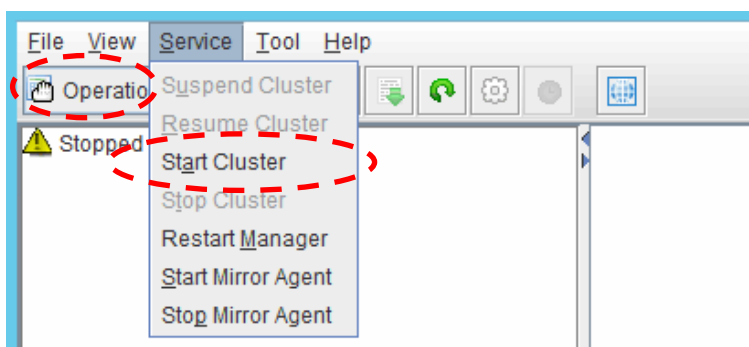 File View Service Tool Help
Operatio
Suspend Cluster
Resume Cluster
Stopped
Start Cluster
Stop Cluster
Restart Manager
Start Mirror Agent
Stop Mirror Agent